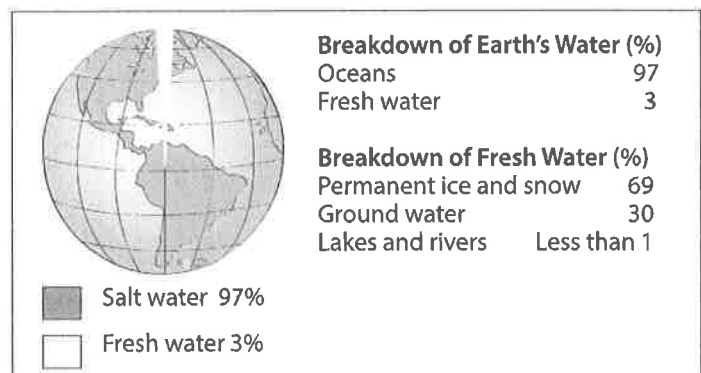 Breakdown of Earth's Water (%)
Oceans 97
Fresh water 3
Breakdown of Fresh Water (%)
Permanent ice and snow 69
Ground water 30
Lakes and rivers Less than 1
Salt water 97%
Fresh water 3%